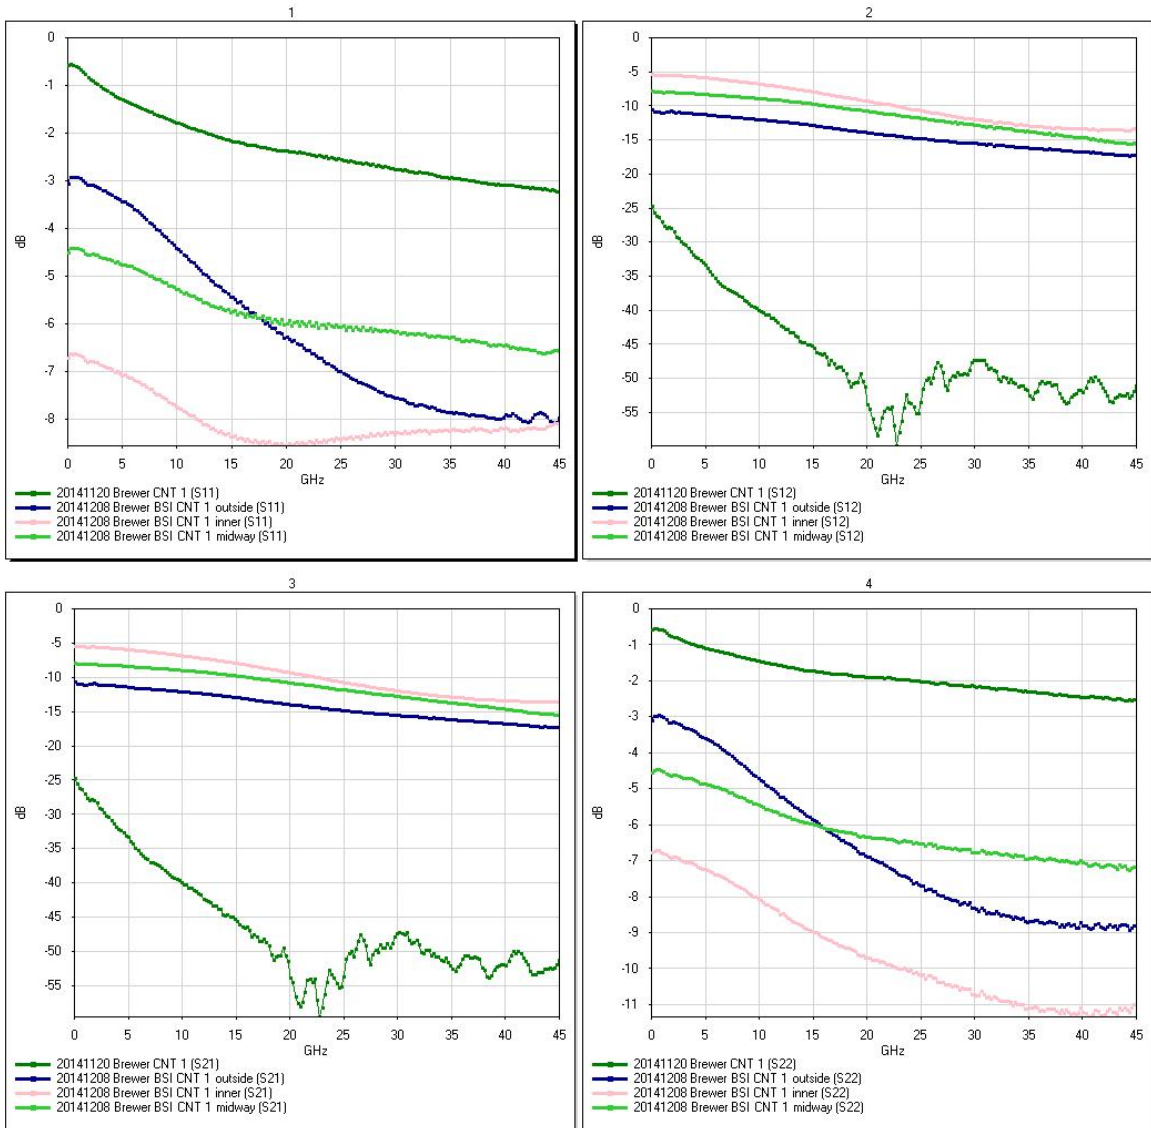 1
0
-1
-2
-3
-4
-5
-6
-7
-8
dB
0 5 10 15 20 25 30 35 40 45
GHz
20141120 Brewer CNT 1 (S11)
20141208 Brewer BSI CNT 1 outside (S11)
20141208 Brewer BSI CNT 1 inner (S11)
20141208 Brewer BSI CNT 1 midway (S11)
2
0
-5
-10
-15
-20
-25
-30
-35
-40
-45
-50
-55
dB
0 5 10 15 20 25 30 35 40 45
GHz
20141120 Brewer CNT 1 (S12)
20141208 Brewer BSI CNT 1 outside (S12)
20141208 Brewer BSI CNT 1 inner (S12)
20141208 Brewer BSI CNT 1 midway (S12)
3
0
-5
-10
-15
-20
-25
-30
-35
-40
-45
-50
-55
dB
0 5 10 15 20 25 30 35 40 45
GHz
20141120 Brewer CNT 1 (S21)
20141208 Brewer BSI CNT 1 outside (S21)
20141208 Brewer BSI CNT 1 inner (S21)
20141208 Brewer BSI CNT 1 midway (S21)
4
0
-1
-2
-3
-4
-5
-6
-7
-8
-9
-10
-11
dB
0 5 10 15 20 25 30 35 40 45
GHz
20141120 Brewer CNT 1 (S22)
20141208 Brewer BSI CNT 1 outside (S22)
20141208 Brewer BSI CNT 1 inner (S22)
20141208 Brewer BSI CNT 1 midway (S22)